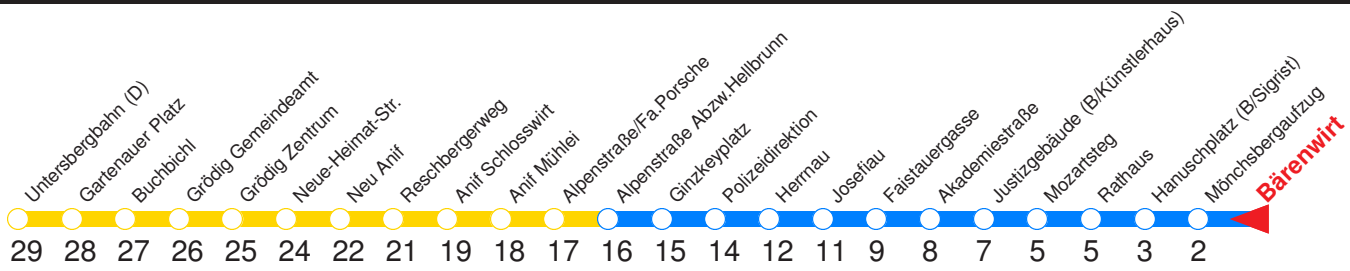 Untersbergbahn (D)
Gartenauer Platz
Buchbichl
Grödig Gemeindeamt
Grödig Zentrum
Neue-Heimat-Str.
Neu Anif
Reschbergerweg
Anif Schlosswirt
Anif Mühlei
Alpenstraße/Fa.Porsche
Alpenstraße Abzw.Hellbrunn
Ginzkeyplatz
Polizeidirektion
Herrnau
Josefiau
Faistauergasse
Akademiestraße
Justizgebäude (B/Künstlerhaus)
Mozartsteg
Rathaus
Hanuschplatz (B/Sigrist)
Mönchsbergaufzug
Bärenwirt
29 28 27 26 25 24 22 21 19 18 17 16 15 14 12 11 9 8 7 5 5 3 2